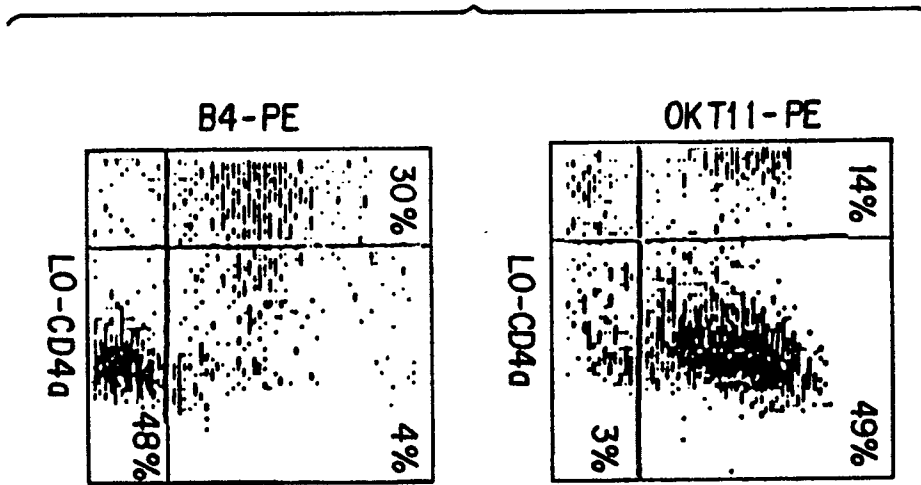 B4-PE
OKT11-PE
30%
14%
LO-CD4a
LO-CD4a
48%
4%
3%
49%